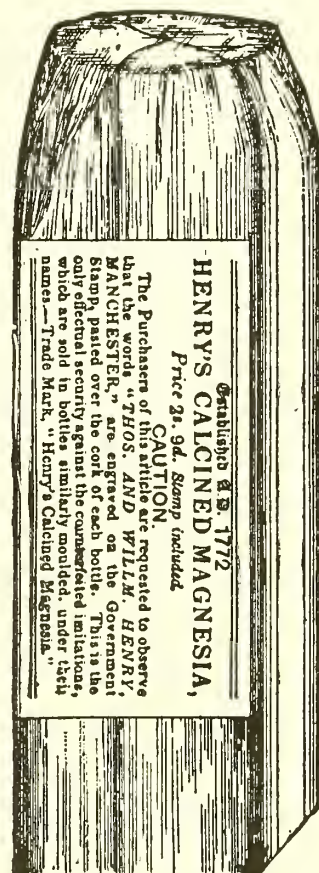 Established A.D. 1772
HENRY'S CALCINED MAGNESIA,
Price 2s. 9d. Stamp included.
CAUTION.
The Purchasers of this article are requested to observe
that the words "THOS. AND WILLM. HENRY,
MANCHESTER," are engraved on the Government
Stamp, pasted over the cork of each bottle. This is the
only effectual security against the counterfeited imitations,
which are sold in bottles similarly moulded, under their
names.—Trade Mark, "Henry's Calcined Magnesia."